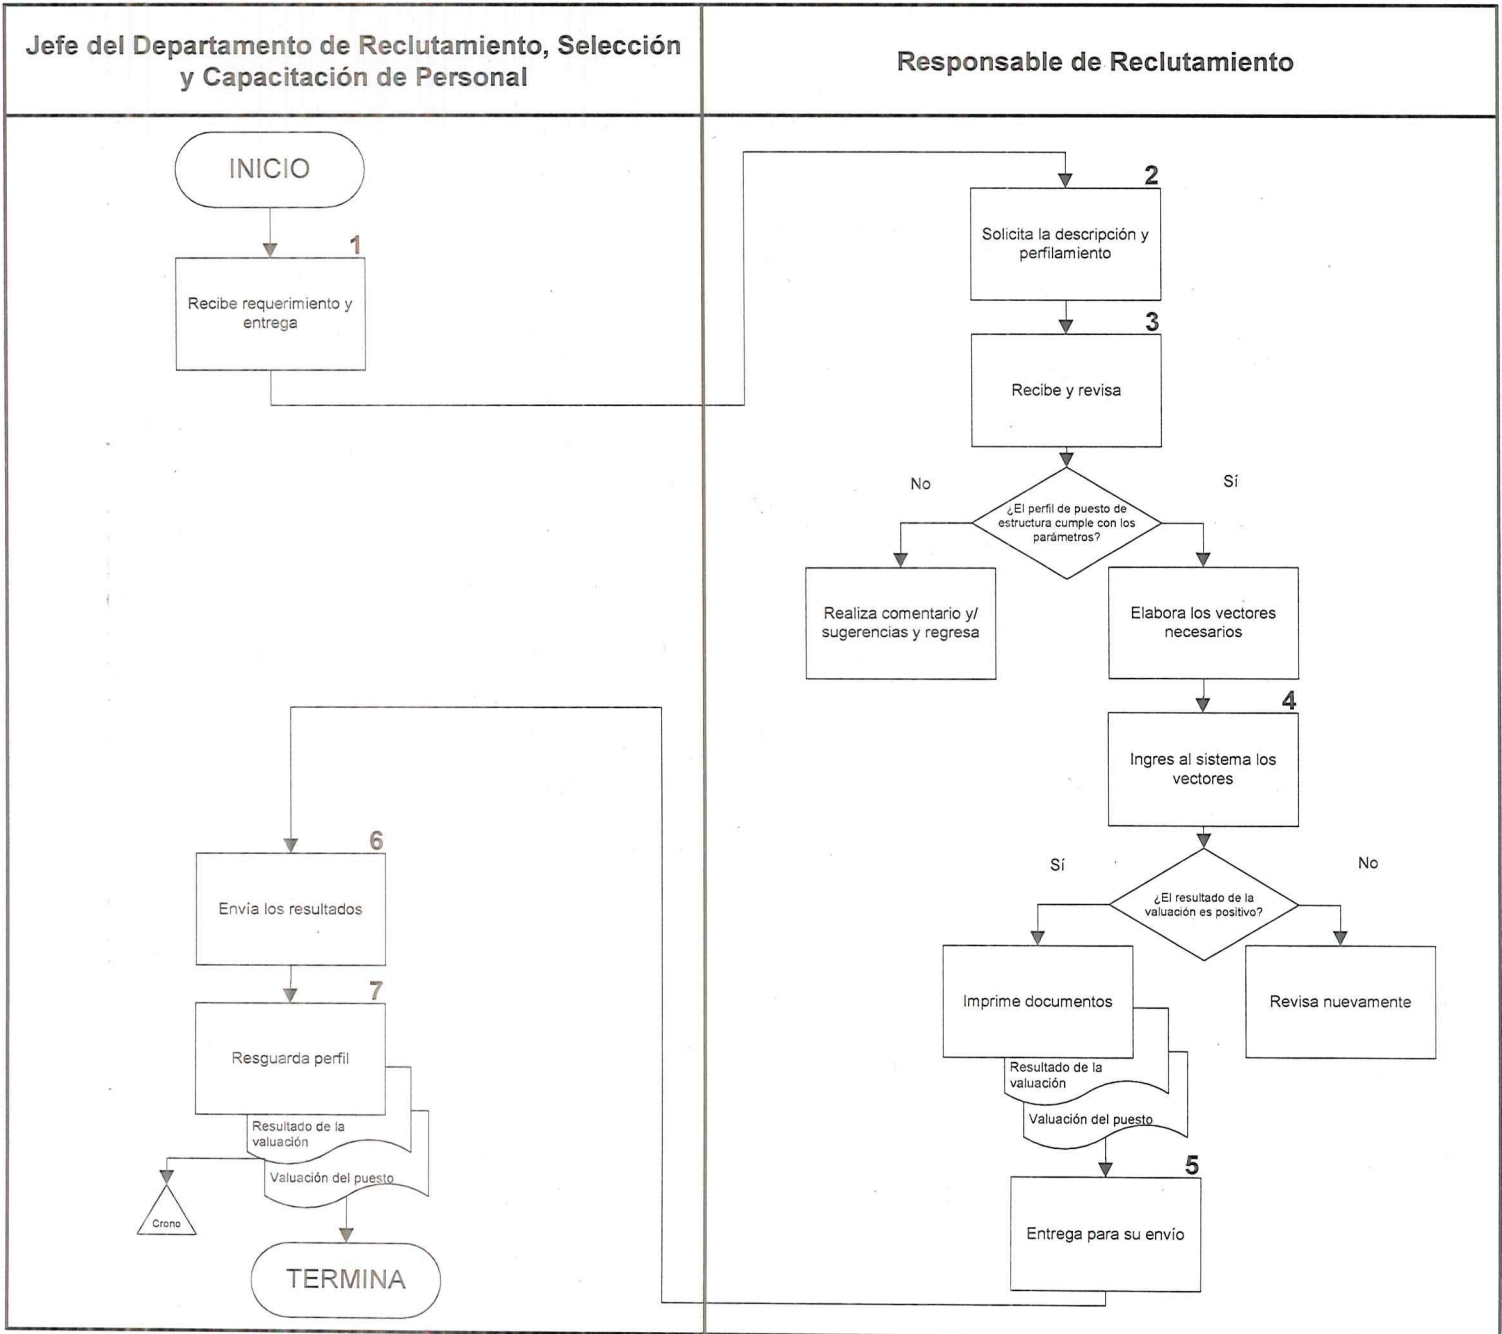 Jefe del Departamento de Reclutamiento, Selección
y Capacitación de Personal
Responsable de Reclutamiento
INICIO
1
Recibe requerimiento y
entrega
2
Solicita la descripción y
perfilamiento
3
Recibe y revisa
No
Sí
¿El perfil de puesto de
estructura cumple con los
parámetros?
Realiza comentario y/
sugerencias y regresa
Elabora los vectores
necesarios
4
Ingres al sistema los
vectores
Sí
No
¿El resultado de la
valuación es positivo?
Imprime documentos
Resultado de la
valuación
Valuación del puesto
Revisa nuevamente
5
Entrega para su envío
6
Envía los resultados
7
Resguarda perfil
Resultado de la
valuación
Valuación del puesto
Crono
TERMINA